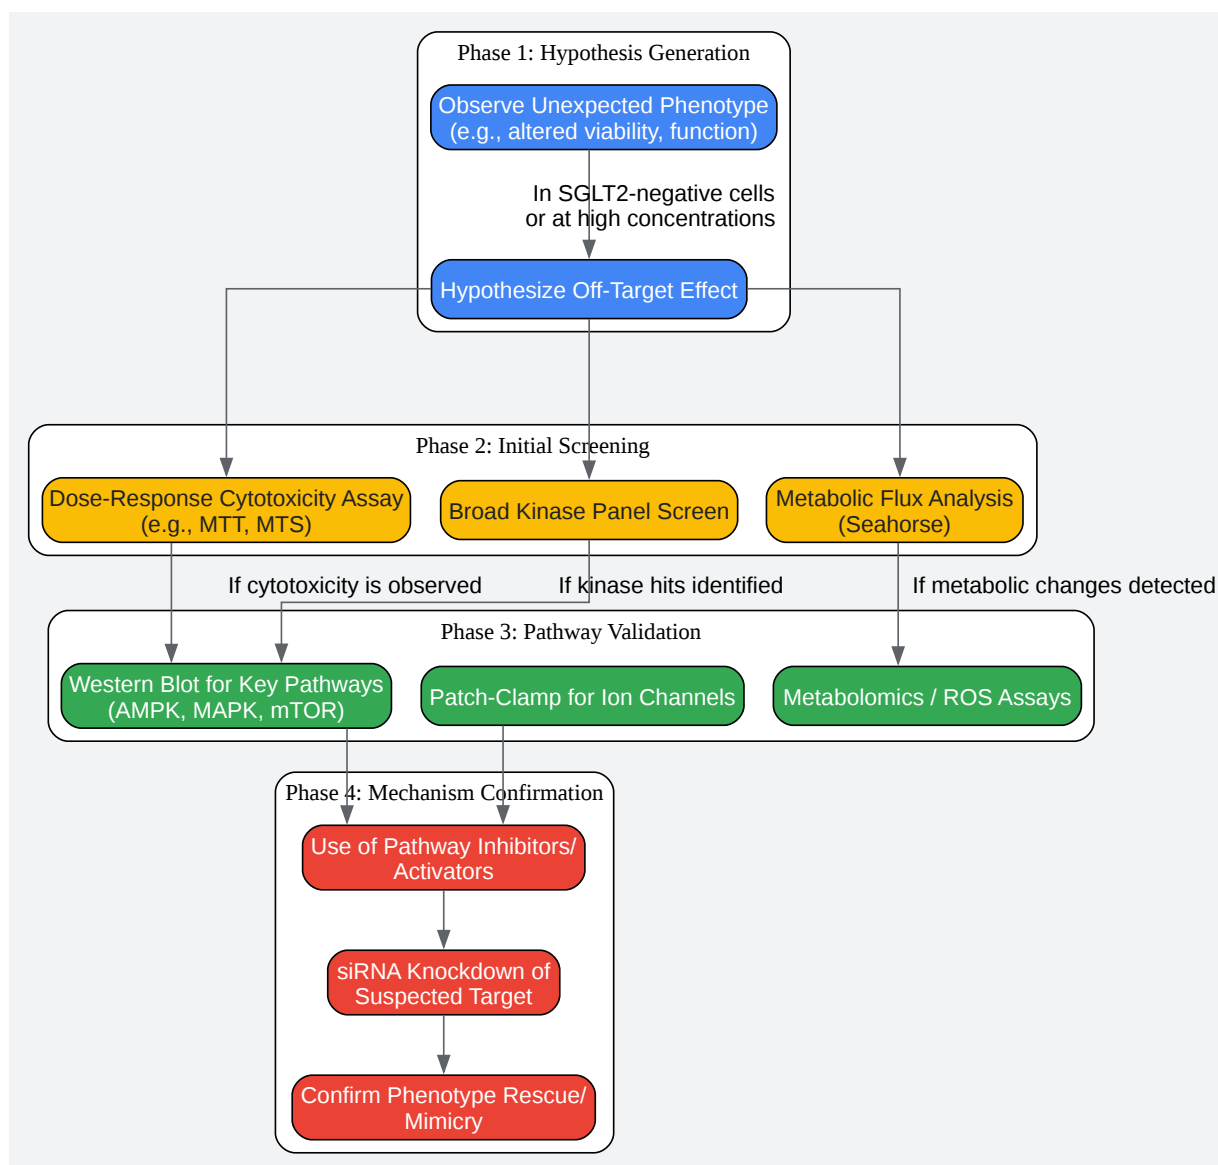 Phase 1: Hypothesis Generation
Observe Unexpected Phenotype
(e.g., altered viability, function)
In SGLT2-negative cells
or at high concentrations
Hypothesize Off-Target Effect
Phase 2: Initial Screening
Dose-Response Cytotoxicity Assay
(e.g., MTT, MTS)
Broad Kinase Panel Screen
Metabolic Flux Analysis
(Seahorse)
If cytotoxicity is observed
If kinase hits identified
If metabolic changes detected
Phase 3: Pathway Validation
Western Blot for Key Pathways
(AMPK, MAPK, mTOR)
Patch-Clamp for Ion Channels
Metabolomics / ROS Assays
Phase 4: Mechanism Confirmation
Use of Pathway Inhibitors/
Activators
siRNA Knockdown of
Suspected Target
Confirm Phenotype Rescue/
Mimicry